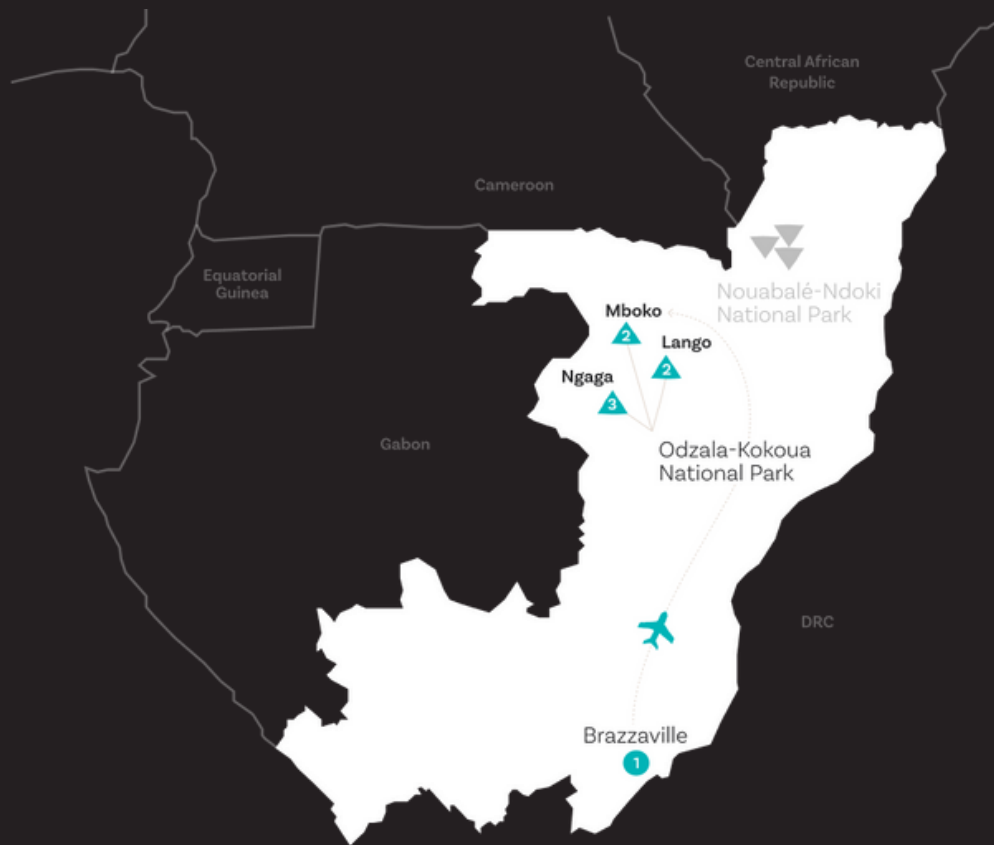 Central African
Republic
Cameroon
Equatorial
Guinea
Nouabalé-Ndoki
National Park
Mboko
2
Lango
2
Ngaga
3
Gabon
Odzala-Kokoua
National Park
DRC
Brazzaville
1